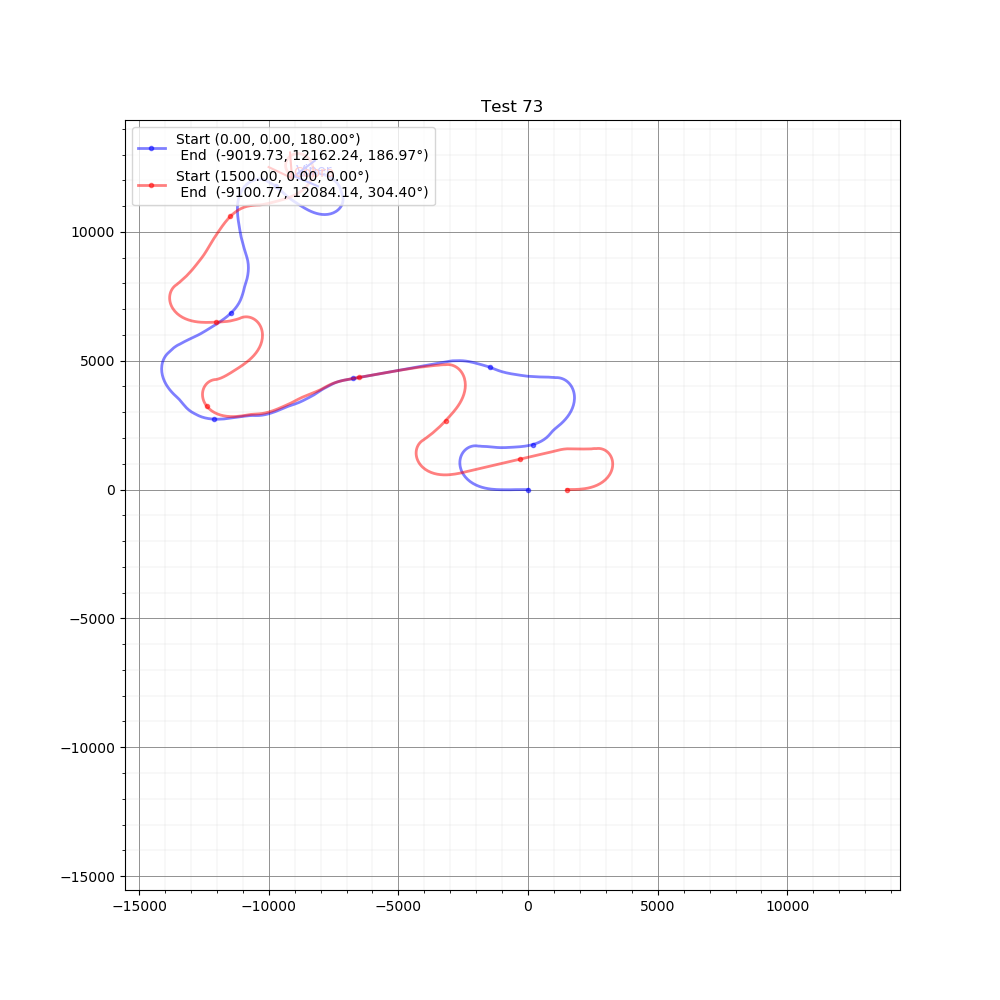 Test 73
Start (0.00, 0.00, 180.00°)
End (-9019.73, 12162.24, 186.97°)
Start (1500.00, 0.00, 0.00°)
End (-9100.77, 12084.14, 304.40°)
10000
5000
0
−5000
−10000
−15000
−15000 −10000 −5000 0 5000 10000